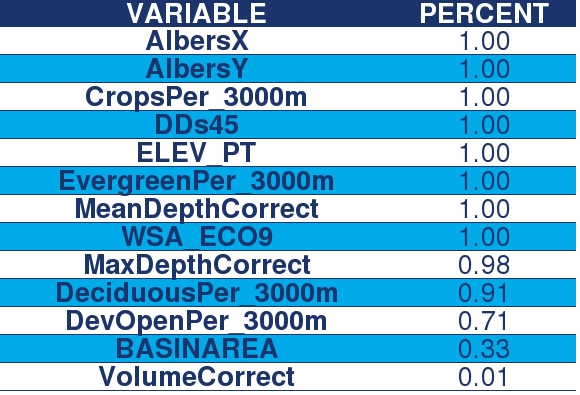 VARIABLE PERCENT
AlbersX 1.00
AlbersY 1.00
CropsPer_3000m 1.00
DDs45 1.00
ELEV_PT 1.00
EvergreenPer_3000m 1.00
MeanDepthCorrect 1.00
WSA_ECO9 1.00
MaxDepthCorrect 0.98
DeciduousPer_3000m 0.91
DevOpenPer_3000m 0.71
BASINAREA 0.33
VolumeCorrect 0.01